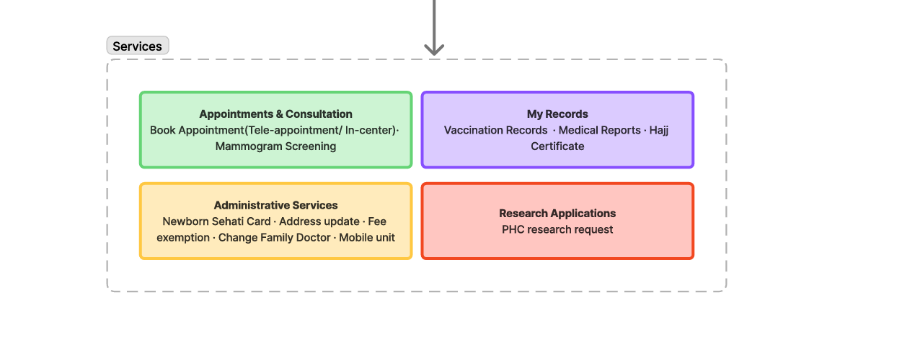 Services
Appointments & Consultation
Book Appointment(Tele-appointment/ In-center)·
Mammogram Screening
My Records
Vaccination Records · Medical Reports · Hajj
Certificate
Administrative Services
Newborn Sehati Card · Address update · Fee
exemption · Change Family Doctor · Mobile unit
Research Applications
PHC research request